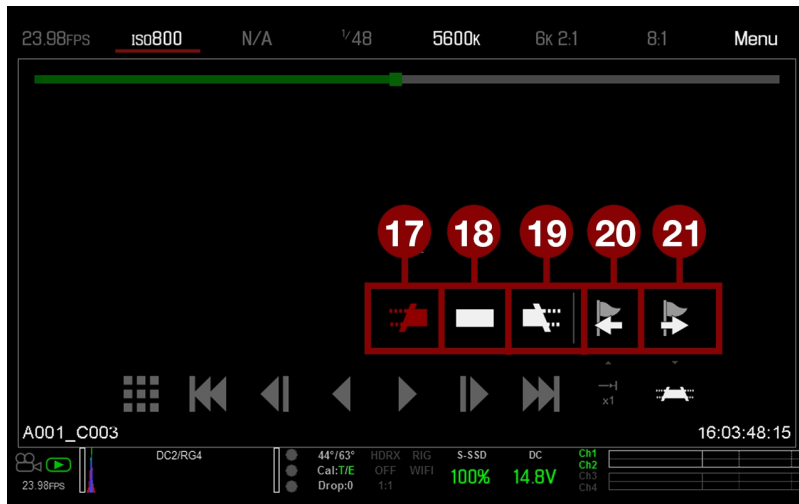 23.98FPS ISO800 N/A 1/48 5600K 6K 2:1 8:1 Menu
17 18 19 20 21
x1
A001_C003 16:03:48:15
DC2/RG4 44°/63° HDRX RIG S-SSD DC Ch1
Cal:T/E OFF WIFI 100% 14.8V Ch2
23.98FPS Drop:0 1:1 Ch3
Ch4